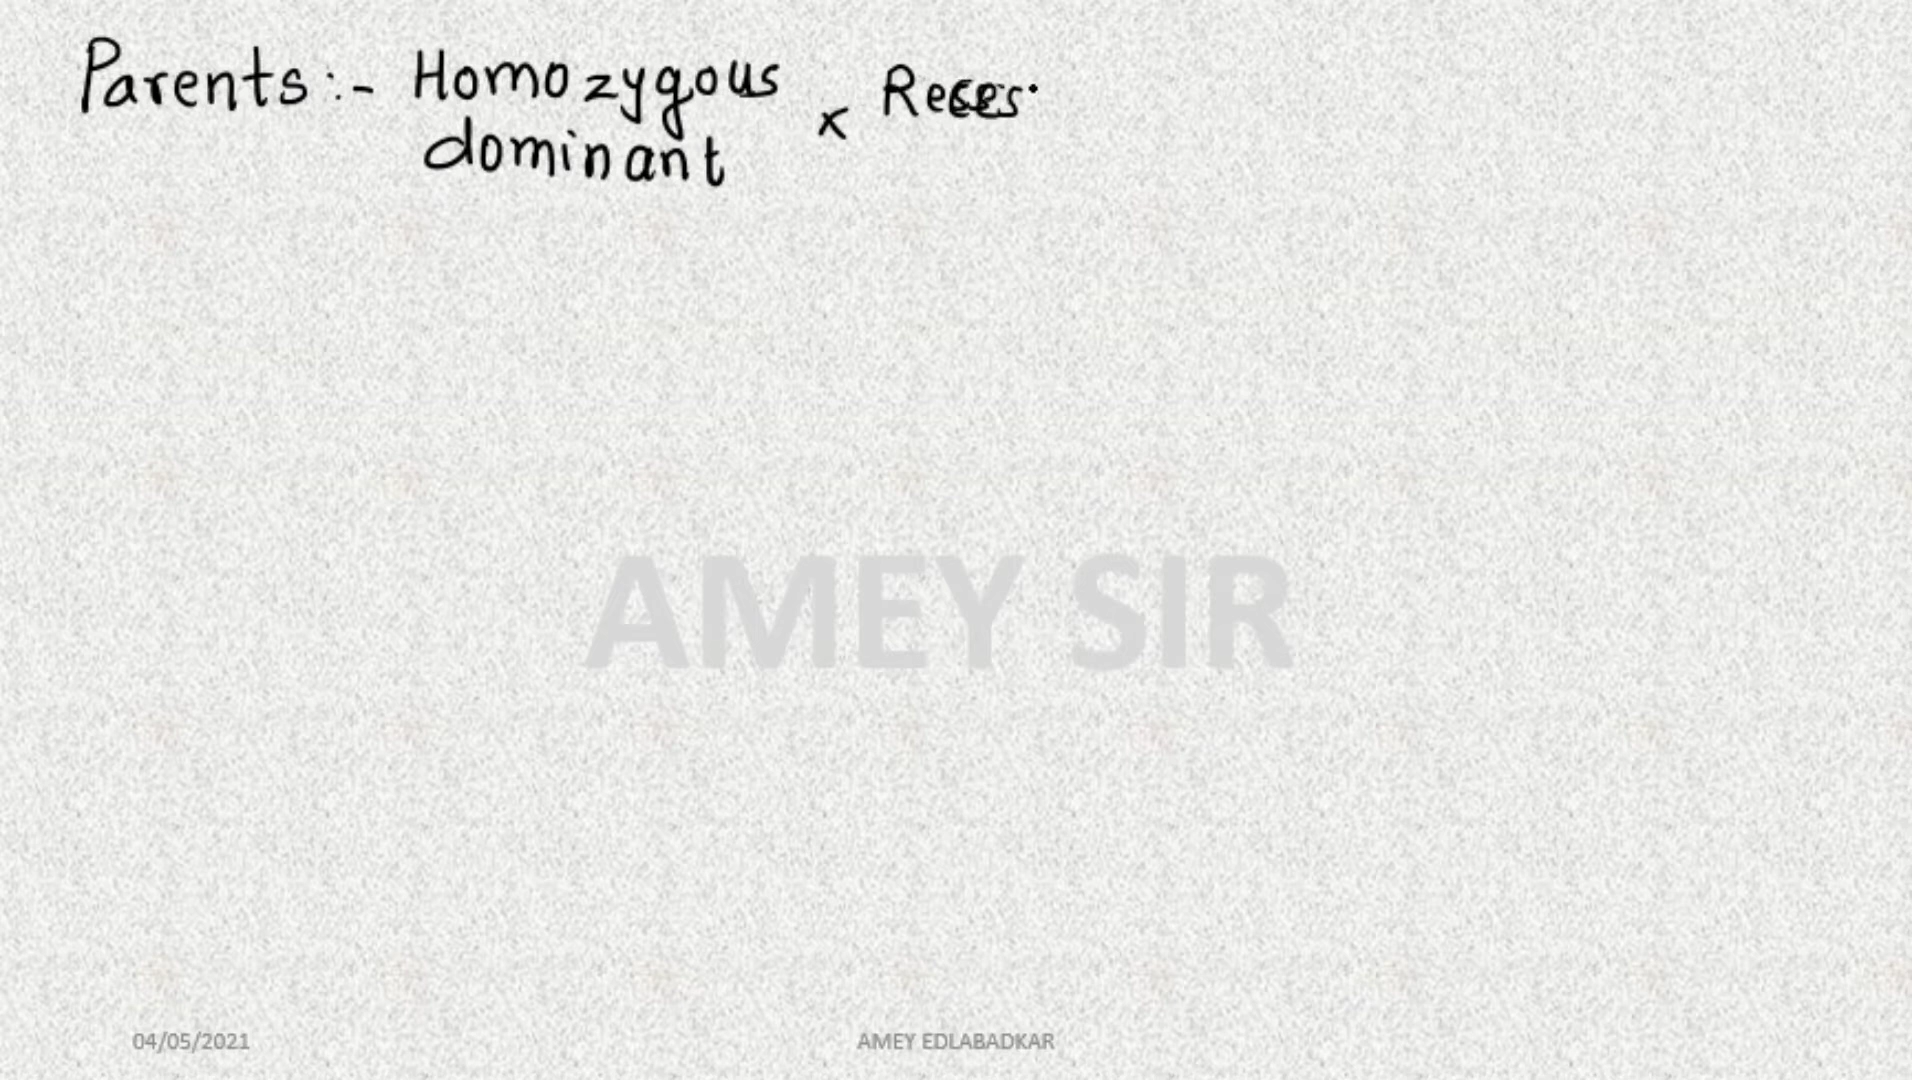 Parents :- Homozygous × Reces
dominant
AMEY SIR
04/05/2021 AMEY EDLABADKAR